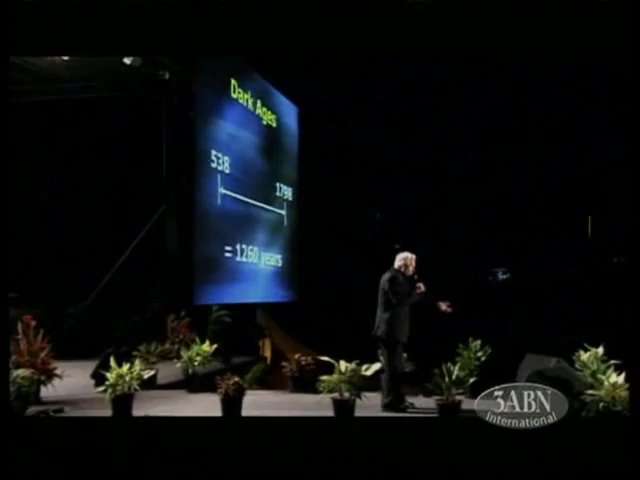 Dark Ages
538
1798
= 1260 years
3ABN
International